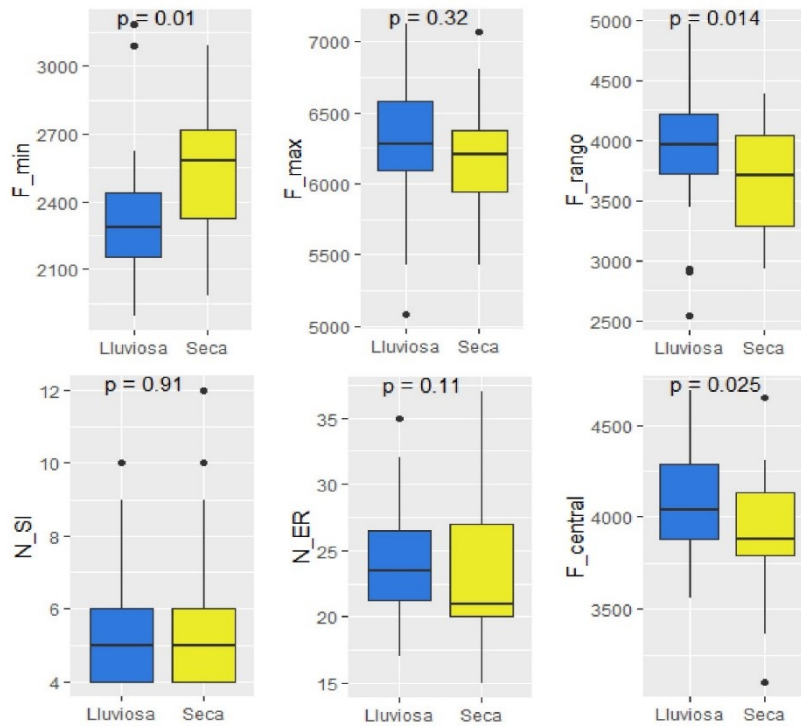 p = 0.01
F_min
3000
2700
2400
2100
Lluviosa Seca
p = 0.32
F_max
7000
6500
6000
5500
5000
Lluviosa Seca
p = 0.014
F_rango
5000
4500
4000
3500
3000
2500
Lluviosa Seca
p = 0.91
N_SI
12
10
8
6
4
Lluviosa Seca
p = 0.11
N_ER
35
30
25
20
15
Lluviosa Seca
p = 0.025
F_central
4500
4000
3500
Lluviosa Seca